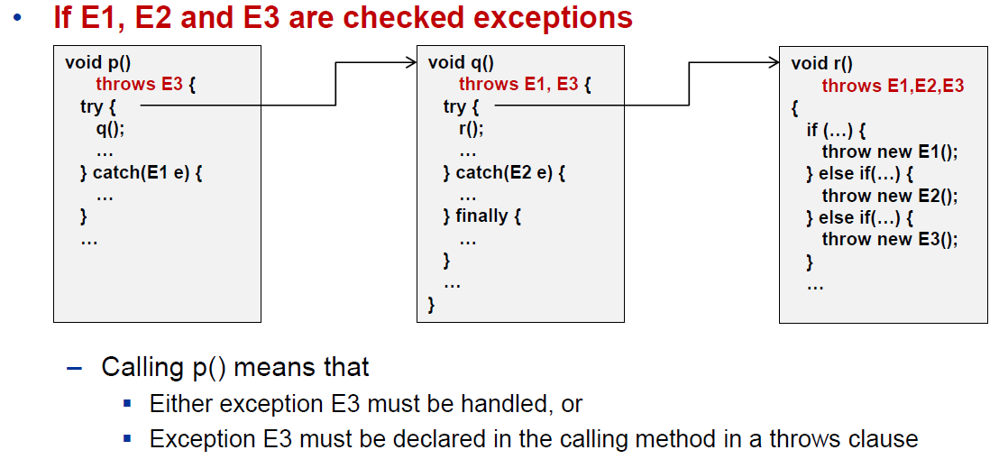 • If E1, E2 and E3 are checked exceptions
void p()
throws E3 {
try {
q();
...
} catch(E1 e) {
...
}
...
void q()
throws E1, E3 {
try {
r();
...
} catch(E2 e) {
...
} finally {
...
}
...
}
void r()
throws E1,E2,E3
{
if (...) {
throw new E1();
} else if(...) {
throw new E2();
} else if(...) {
throw new E3();
}
...
– Calling p() means that
▪ Either exception E3 must be handled, or
▪ Exception E3 must be declared in the calling method in a throws clause